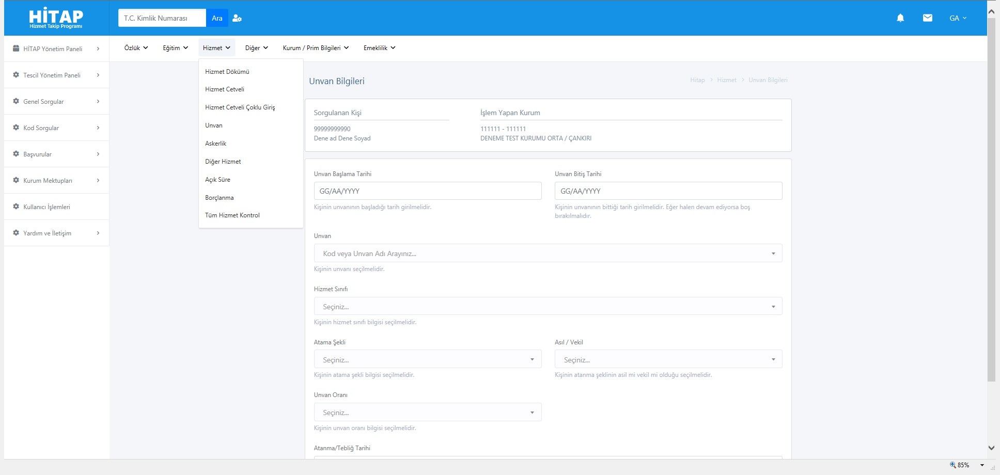 HİTAP
Hizmet Takip Programı
T.C. Kimlik Numarası
Ara
GA
HİTAP Yönetim Paneli
Tescil Yönetim Paneli
Genel Sorgular
Kod Sorgular
Başvurular
Kurum Mektupları
Kullanıcı İşlemleri
Yardım ve İletişim
Özlük
Eğitim
Hizmet
Diğer
Kurum / Prim Bilgileri
Emeklilik
Hizmet Dökümü
Hizmet Cetveli
Hizmet Cetveli Çoklu Giriş
Unvan
Askerlik
Diğer Hizmet
Açık Süre
Borçlanma
Tüm Hizmet Kontrol
Unvan Bilgileri
Hitap > Hizmet > Unvan Bilgileri
Sorgulanan Kişi
99999999990
Dene ad Dene Soyad
İşlem Yapan Kurum
111111 - 111111
DENEME TEST KURUMU ORTA / ÇANKIRI
Unvan Başlama Tarihi
GG/AA/YYYY
Kişinin unvanının başladığı tarih girilmelidir.
Unvan Bitiş Tarihi
GG/AA/YYYY
Kişinin unvanının bittiği tarih girilmelidir. Eğer halen devam ediyorsa boş
bırakılmalıdır.
Unvan
Kod veya Unvan Adı Arayınız...
Kişinin unvanı seçilmelidir.
Hizmet Sınıfı
Seçiniz...
Kişinin hizmet sınıfı bilgisi seçilmelidir.
Atama Şekli
Seçiniz...
Kişinin atama şekli bilgisi seçilmelidir.
Asıl / Vekil
Seçiniz...
Kişinin atanma şeklinin asil mi vekil mi olduğu seçilmelidir.
Unvan Oranı
Seçiniz...
Kişinin unvan oranı bilgisi seçilmelidir.
Atanma/Tebliğ Tarihi
85%